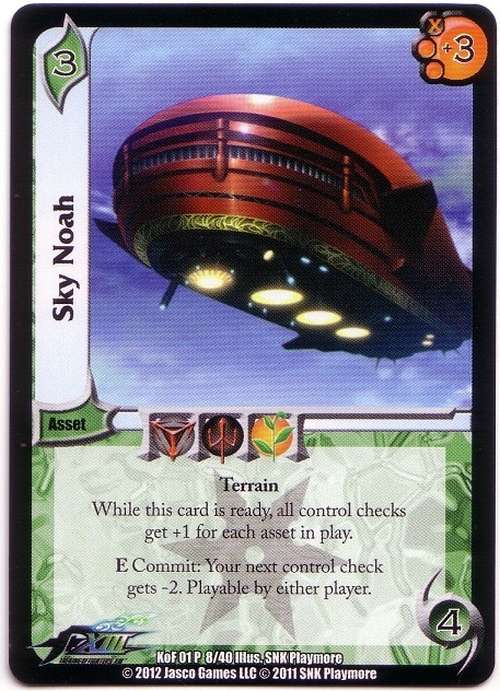 3
X
+3
Sky Noah
Asset
Terrain
While this card is ready, all control checks
get +1 for each asset in play.
E Commit: Your next control check
gets -2. Playable by either player.
4
XIII
KoF 01 P 8/40 Illus. SNK Playmore
© 2012 Jasco Games LLC © 2011 SNK Playmore